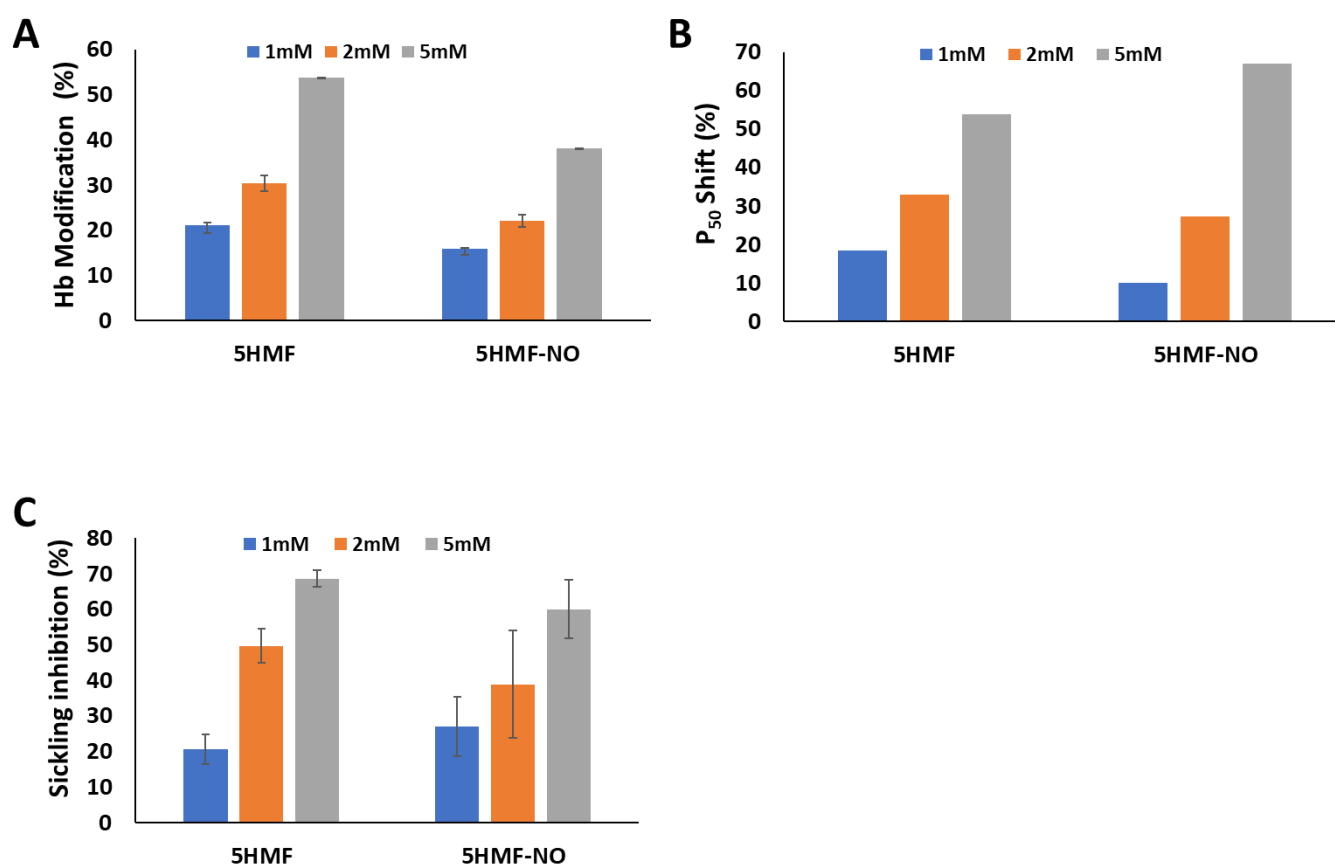 A
Hb Modification (%)
60
50
40
30
20
10
0
1mM 2mM 5mM
5HMF 5HMF-NO
B
P50 Shift (%)
70
60
50
40
30
20
10
0
1mM 2mM 5mM
5HMF 5HMF-NO
C
Sickling inhibition (%)
80
70
60
50
40
30
20
10
0
1mM 2mM 5mM
5HMF 5HMF-NO